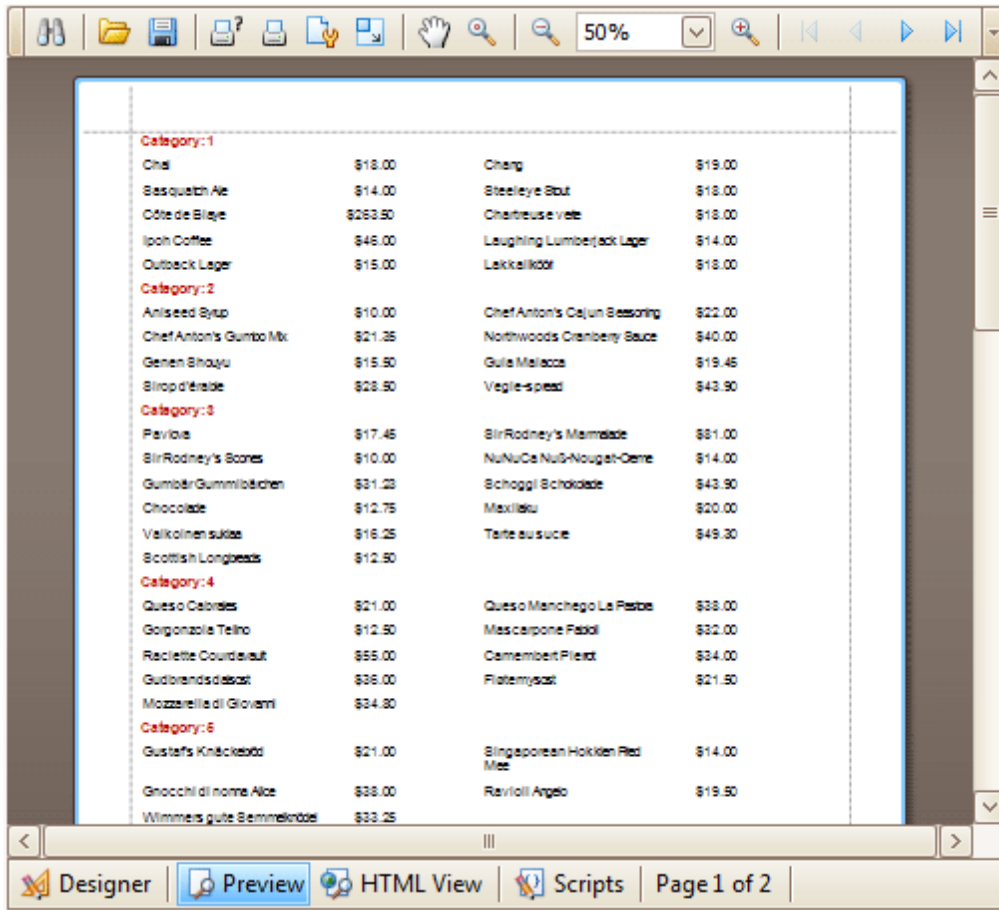 50%
Category: 1
Chai $18.00 Chang $19.00
Sasquatch Ale $14.00 Steeleye Stout $18.00
Côte de Blaye $263.50 Chartreuse verte $18.00
Ipoh Coffee $46.00 Laughing Lumberjack Lager $14.00
Outback Lager $15.00 Lakkalikööri $18.00
Category: 2
Aniseed Syrup $10.00 Chef Anton's Cajun Seasoning $22.00
Chef Anton's Gumbo Mix $21.35 Northwoods Cranberry Sauce $40.00
Genen Shouyu $15.50 Gula Malacca $19.45
Sirop d'érable $28.50 Vegie-spread $43.90
Category: 3
Pavlova $17.45 Sir Rodney's Marmalade $81.00
Sir Rodney's Scones $10.00 NuNuCa Nuß-Nougat-Creme $14.00
Gumbär Gummibärchen $31.23 Schoggi Schokolade $43.90
Chocolade $12.75 Maxilaku $20.00
Valkoinen suklaa $16.25 Tarte au sucre $49.30
Scottish Longbreads $12.50
Category: 4
Queso Cabrales $21.00 Queso Manchego La Pastora $38.00
Gorgonzola Telino $12.50 Mascarpone Fabioli $32.00
Raclette Courdavault $55.00 Camembert Pierrot $34.00
Gudbrandsdalsost $36.00 Fløtemysost $21.50
Mozzarella di Giovanni $34.80
Category: 5
Gustaf's Knäckebröd $21.00 Singaporean Hokkien Fried $14.00
Mee
Gnocchi di nonna Alice $38.00 Ravioli Angelo $19.50
Wimmers gute Semmelknödel $33.25
Designer Preview HTML View Scripts Page 1 of 2